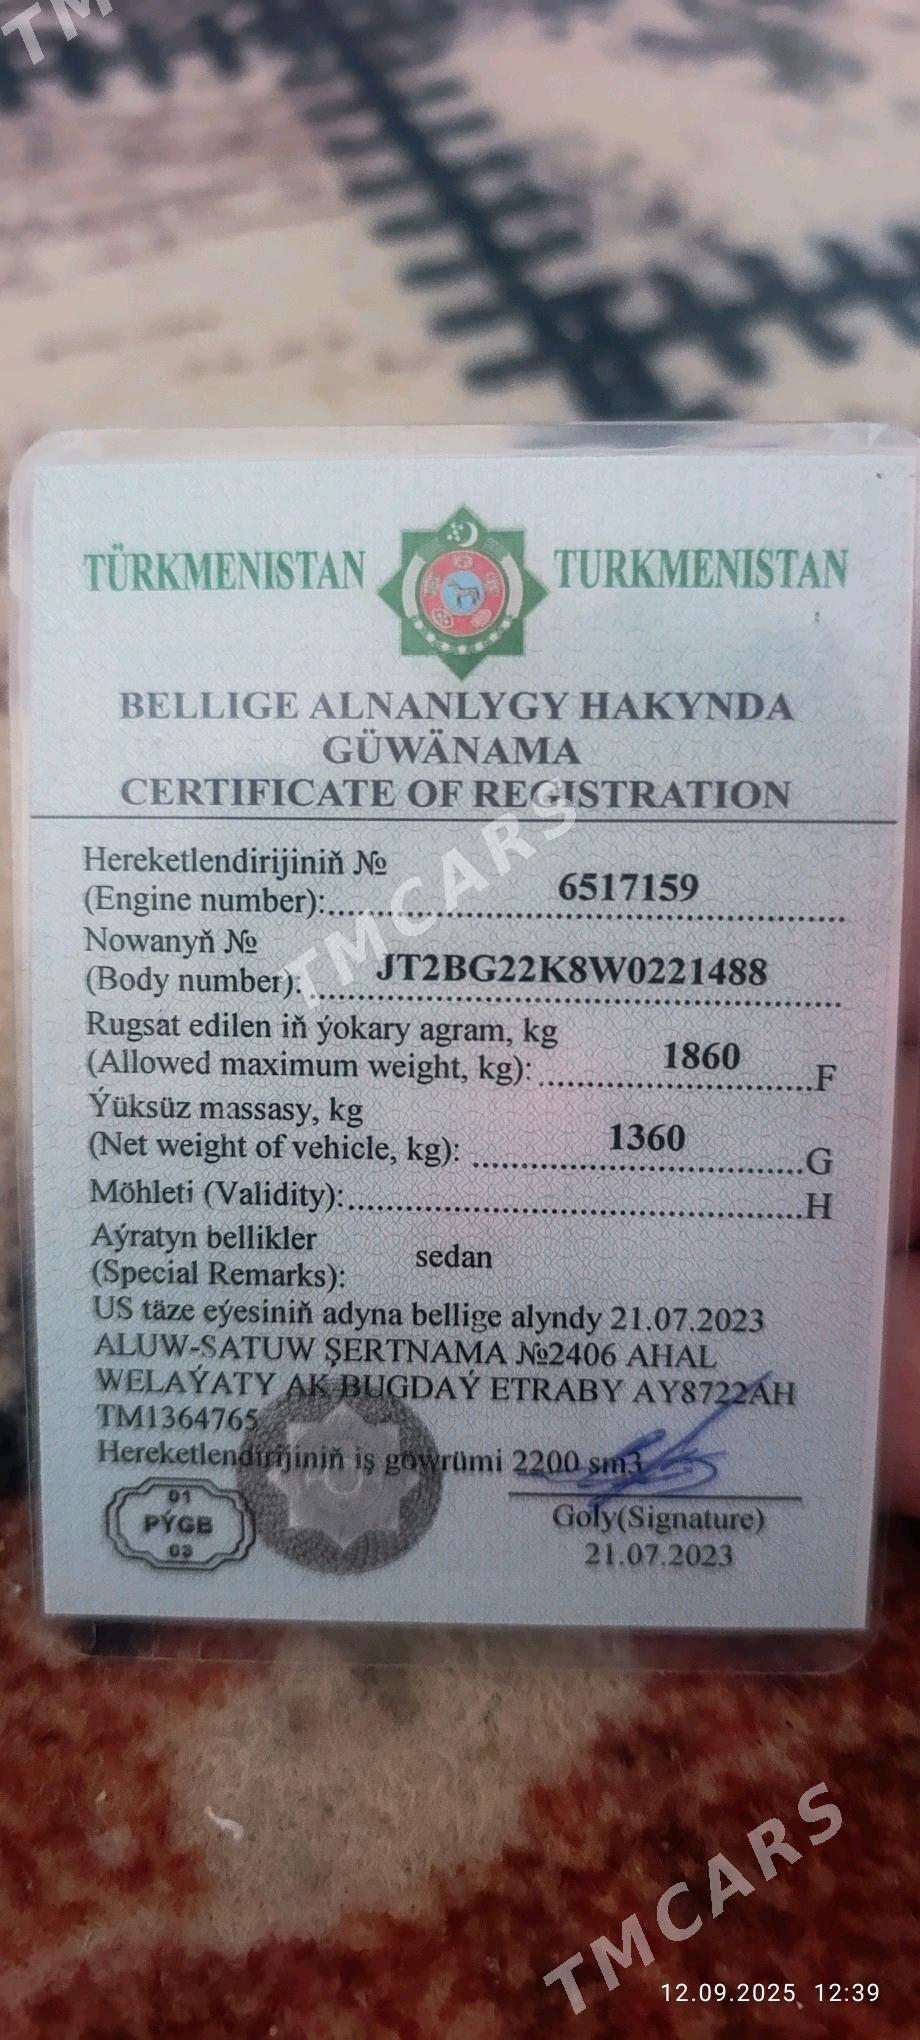 TM
TÜRKMENISTAN TURKMENISTAN
BELLIGE ALNANLYGY HAKYNDA
GÜWÄNAMA
CERTIFICATE OF REGISTRATION
Hereketlendirijiniň №
(Engine number):
6517159
Nowanyň №
(Body number):
JT2BG22K8W0221488
Rugsat edilen iň ýokary agram, kg
(Allowed maximum weight, kg):
1860
F
Ýüksüz massasy, kg
(Net weight of vehicle, kg):
1360
G
Möhleti (Validity): H
Aýratyn bellikler
(Special Remarks):
sedan
US täze eýesiniň adyna bellige alyndy 21.07.2023
ALUW-SATUW ŞERTNAMA №2406 AHAL
WELAÝATY AK BUGDAÝ ETRABY AY8722AH
TM1364765
Hereketlendirijiniň iş göwrümi 2200 sm3
01
PÝGB
03
Goly(Signature)
21.07.2023
TMCARS
TMCARS
12.09.2025 12:39